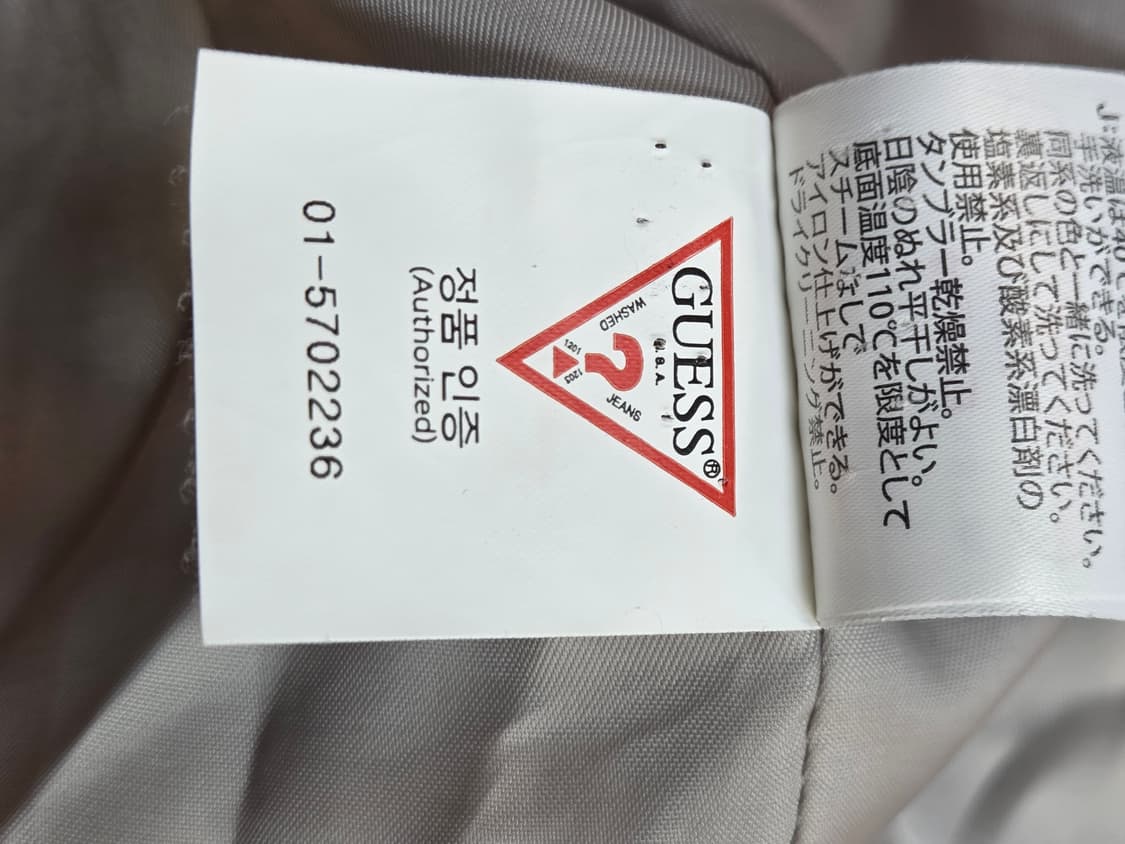 J:液温は40℃を限度
手洗いができる。
同系の色と一緒に洗ってください。
裏返しにして洗ってください。
塩素系及び酸素系漂白剤の
使用禁止。
タンブラー乾燥禁止。
日陰のぬれ平干しがよい。
底面温度110℃を限度として
スチームなしで
アイロン仕上げができる。
ドライクリーニング禁止。
GUESS®
U.S.A.
WASHED ? JEANS
1201 1203
정품 인증
(Authorized)
01-5702236